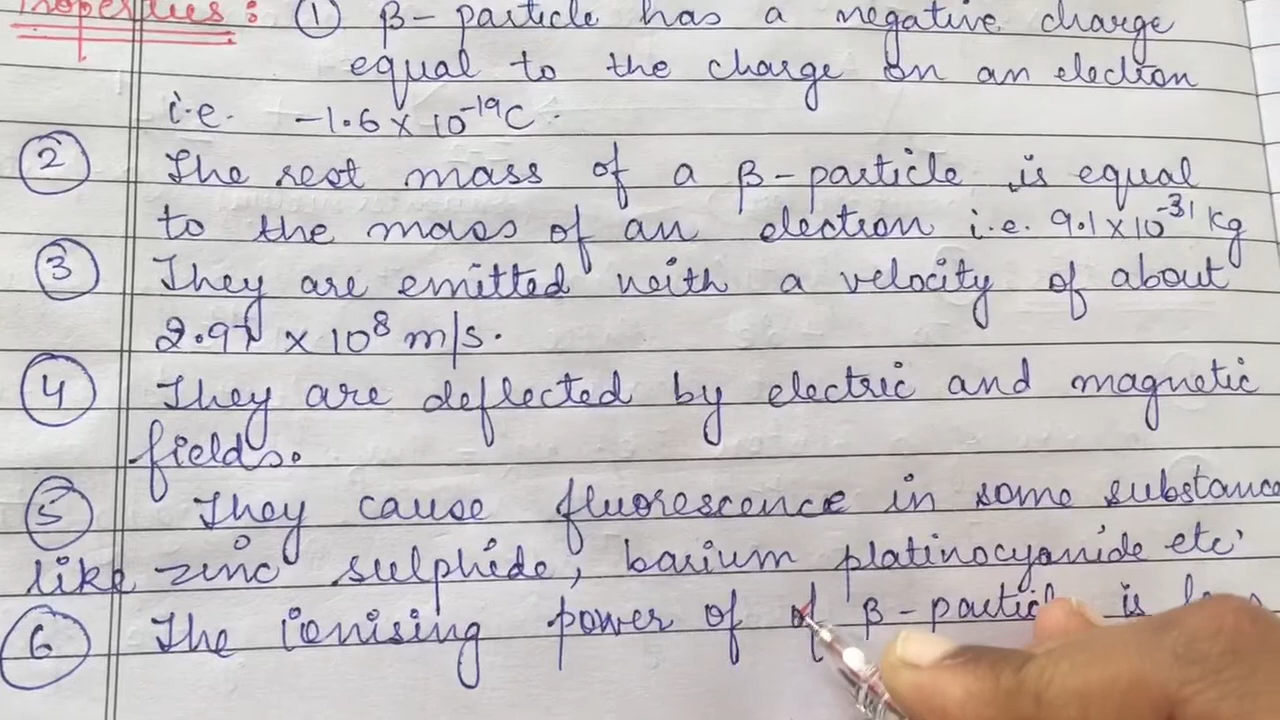 Properties : ① β-particle has a negative charge
equal to the charge on an electron
i.e. -1.6 × 10⁻¹⁹C.
② The rest mass of a β-particle is equal
to the mass of an electron i.e. 9.1 × 10⁻³¹ kg
③ They are emitted with a velocity of about
× 10⁸ m/s.
④ They are deflected by electric and magnetic
fields.
⑤ They cause fluorescence in some substance
like zinc sulphide, barium platinocyanide etc.
⑥ The ionising power of β-particle is